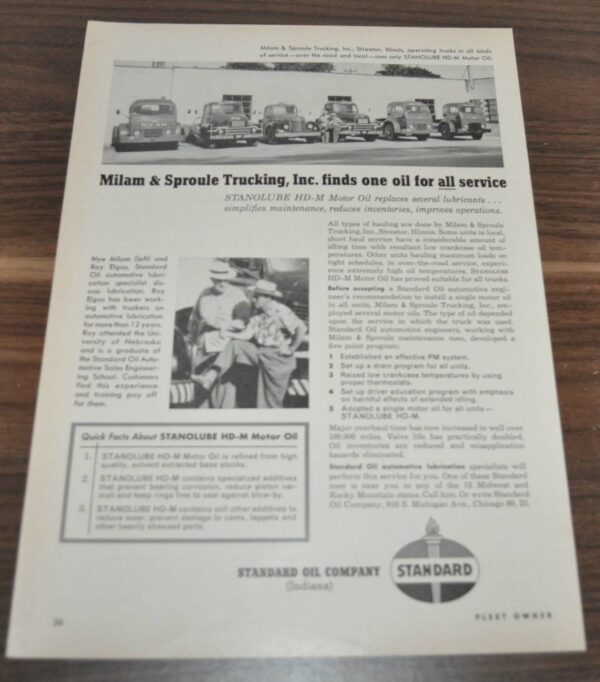 Milam & Sproule Trucking, Inc., Streator, Illinois, operating trucks in all kinds
of service—over the road and local—uses only STANOLUBE HD-M Motor Oil.
MILAM
Milam & Sproule Trucking, Inc. finds one oil for all service
STANOLUBE HD-M Motor Oil replaces several lubricants . . .
simplifies maintenance, reduces inventories, improves operations.
Nye Milam (left) and
Ray Elgas, Standard
Oil automotive lubri-
cation specialist dis-
cuss lubrication. Ray
Elgas has been work-
ing with truckers on
automotive lubrication
for more than 12 years.
Ray attended the Uni-
versity of Nebraska
and is a graduate of
the Standard Oil Auto-
motive Sales Engineer-
ing School. Customers
find this experience
and training pay off
for them.
All types of hauling are done by Milam & Sproule
Trucking, Inc., Streator, Illinois. Some units in local,
short haul service have a considerable amount of
idling time with resultant low crankcase oil tem-
peratures. Other units hauling maximum loads on
tight schedules, in over-the-road service, experi-
ence extremely high oil temperatures. STANOLUBE
HD-M Motor Oil has proved suitable for all trucks.
Before accepting a Standard Oil automotive engi-
neer's recommendation to install a single motor oil
in all units, Milam & Sproule Trucking, Inc., em-
ployed several motor oils. The type of oil depended
upon the service in which the truck was used.
Standard Oil automotive engineers, working with
Milam & Sproule maintenance men, developed a
five point program:
1 Established an effective PM system.
2 Set up a drain program for all units.
3 Raised low crankcase temperatures by using
proper thermostats.
4 Set up driver education program with emphasis
on harmful effects of extended idling.
5 Adopted a single motor oil for all units—
STANOLUBE HD-M.
Major overhaul time has now increased to well over
100,000 miles. Valve life has practically doubled.
Oil inventories are reduced and misapplication
hazards eliminated.
Standard Oil automotive lubrication specialists will
perform this service for you. One of these Standard
men is near you in any of the 15 Midwest and
Rocky Mountain states. Call him. Or write Standard
Oil Company, 910 S. Michigan Ave., Chicago 80, Ill.
Quick Facts About STANOLUBE HD-M Motor Oil
1. STANOLUBE HD-M Motor Oil is refined from high
quality, solvent extracted base stocks.
2. STANOLUBE HD-M contains specialized additives
that prevent bearing corrosion, reduce piston var-
nish and keep rings free to seal against blow-by.
3. STANOLUBE HD-M contains still other additives to
reduce wear, prevent damage to cams, tappets and
other heavily stressed parts.
STANDARD OIL COMPANY
(Indiana)
STANDARD
56
FLEET OWNER